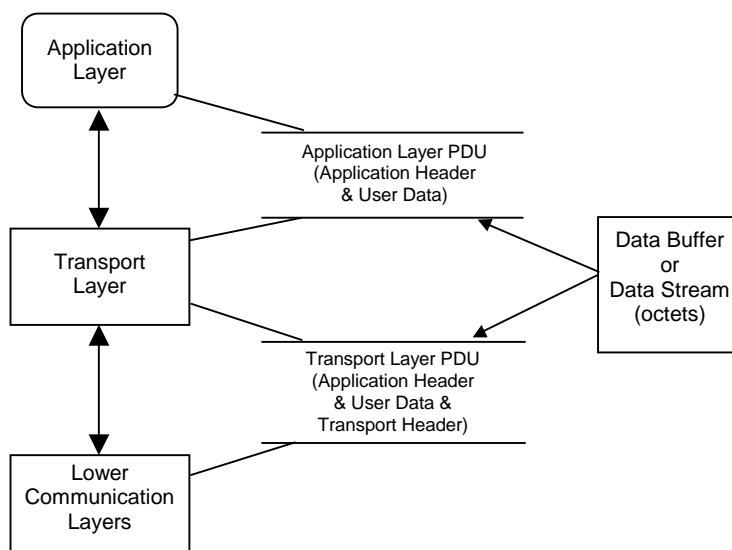 Application
Layer
Application Layer PDU
(Application Header
& User Data)
Transport
Layer
Data Buffer
or
Data Stream
(octets)
Transport Layer PDU
(Application Header
& User Data &
Transport Header)
Lower
Communication
Layers